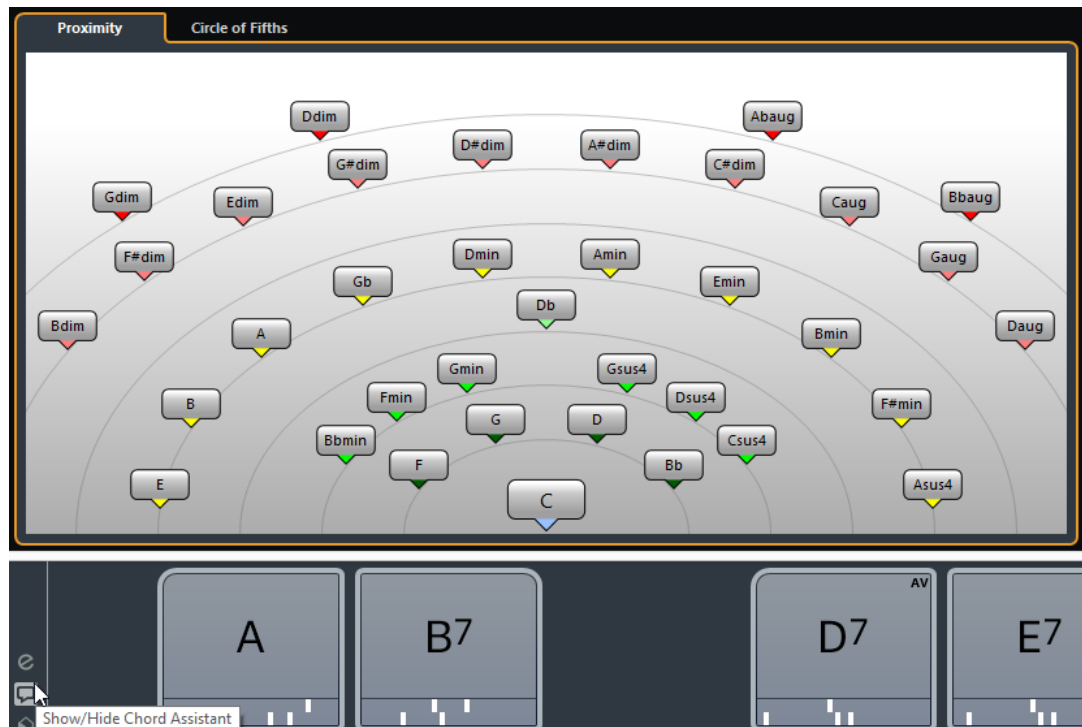 Proximity
Circle of Fifths
Ddim
Abaug
D#dim
A#dim
G#dim
C#dim
Gdim
Edim
Caug
Bbaug
F#dim
Dmin
Amin
Gaug
Gb
Emin
Db
Bdim
A
Bmin
Daug
Gmin
Gsus4
Fmin
Dsus4
B
F#min
G
D
Bbmin
Csus4
F
Bb
E
Asus4
C
A
B7
AV
D7
E7
Show/Hide Chord Assistant